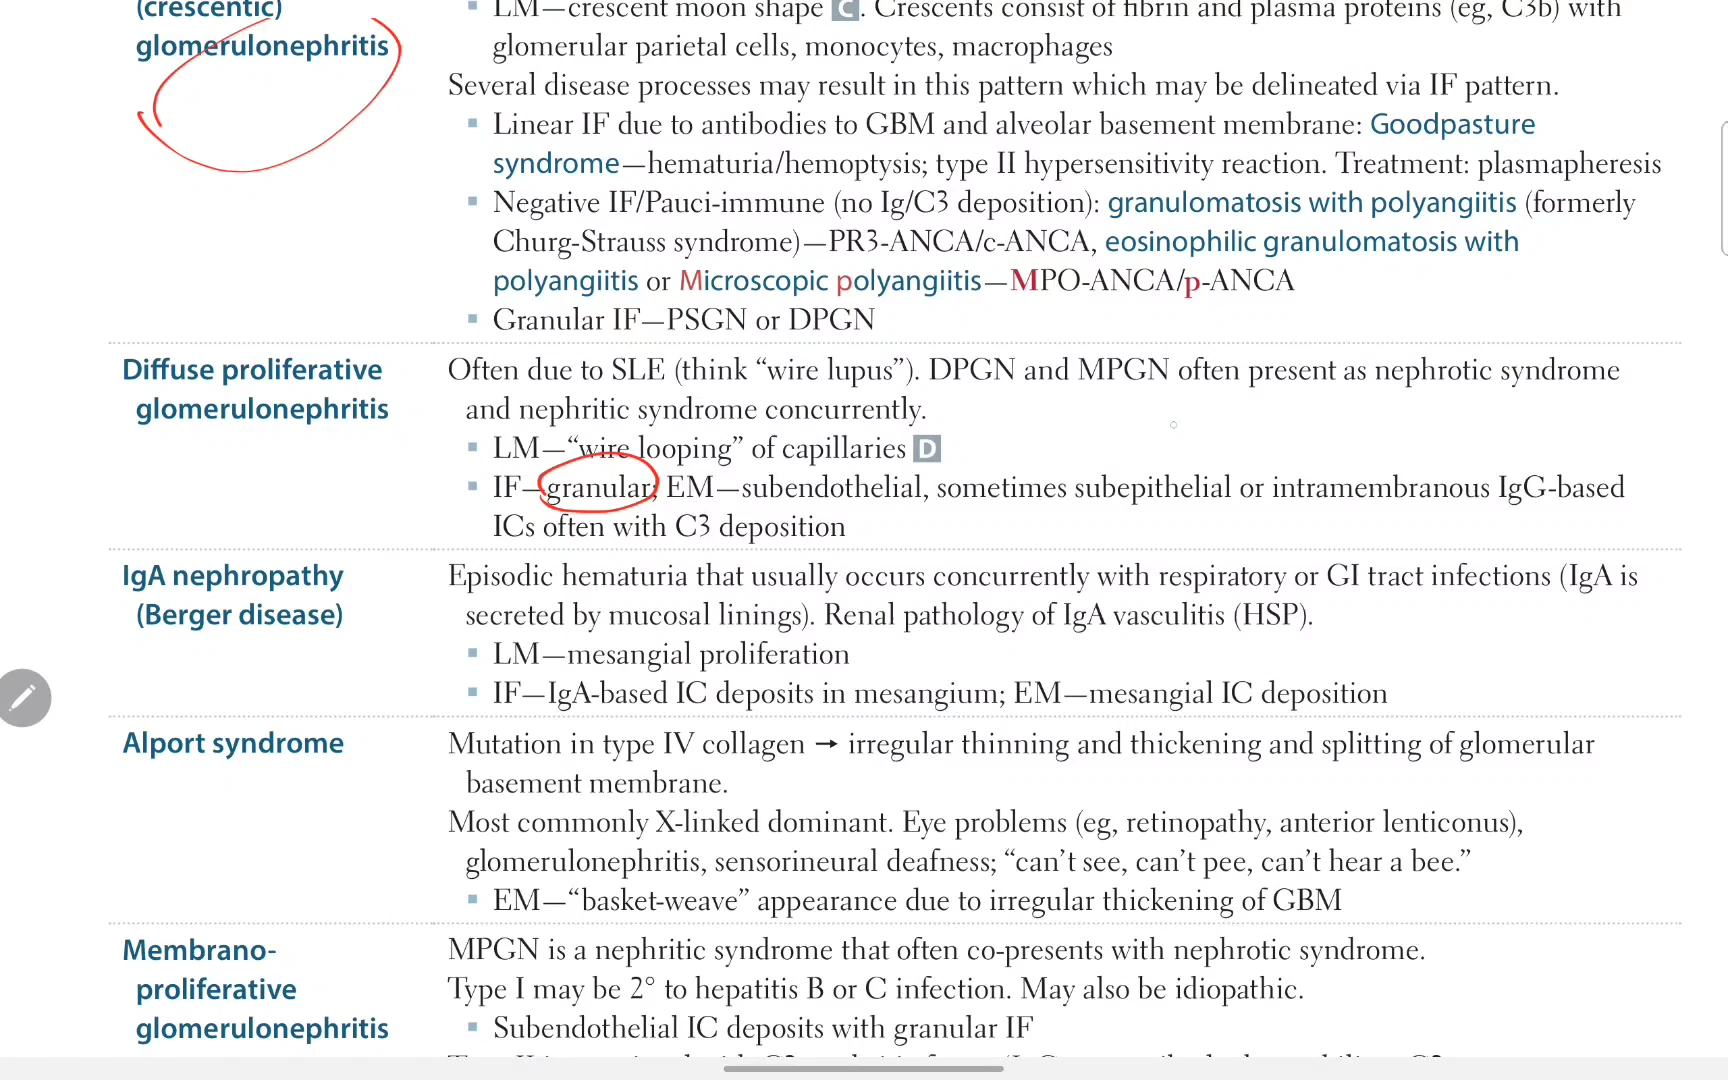 (crescentic)
glomerulonephritis
LM—crescent moon shape C. Crescents consist of fibrin and plasma proteins (eg, C3b) with
glomerular parietal cells, monocytes, macrophages
Several disease processes may result in this pattern which may be delineated via IF pattern.
Linear IF due to antibodies to GBM and alveolar basement membrane: Goodpasture
syndrome—hematuria/hemoptysis; type II hypersensitivity reaction. Treatment: plasmapheresis
Negative IF/Pauci-immune (no Ig/C3 deposition): granulomatosis with polyangiitis (formerly
Churg-Strauss syndrome)—PR3-ANCA/c-ANCA, eosinophilic granulomatosis with
polyangiitis or Microscopic polyangiitis—MPO-ANCA/p-ANCA
Granular IF—PSGN or DPGN
Diffuse proliferative
glomerulonephritis
Often due to SLE (think “wire lupus”). DPGN and MPGN often present as nephrotic syndrome
and nephritic syndrome concurrently.
LM—“wire looping” of capillaries D
IF—granular; EM—subendothelial, sometimes subepithelial or intramembranous IgG-based
ICs often with C3 deposition
IgA nephropathy
(Berger disease)
Episodic hematuria that usually occurs concurrently with respiratory or GI tract infections (IgA is
secreted by mucosal linings). Renal pathology of IgA vasculitis (HSP).
LM—mesangial proliferation
IF—IgA-based IC deposits in mesangium; EM—mesangial IC deposition
Alport syndrome
Mutation in type IV collagen → irregular thinning and thickening and splitting of glomerular
basement membrane.
Most commonly X-linked dominant. Eye problems (eg, retinopathy, anterior lenticonus),
glomerulonephritis, sensorineural deafness; “can’t see, can’t pee, can’t hear a bee.”
EM—“basket-weave” appearance due to irregular thickening of GBM
Membrano-
proliferative
glomerulonephritis
MPGN is a nephritic syndrome that often co-presents with nephrotic syndrome.
Type I may be 2° to hepatitis B or C infection. May also be idiopathic.
Subendothelial IC deposits with granular IF